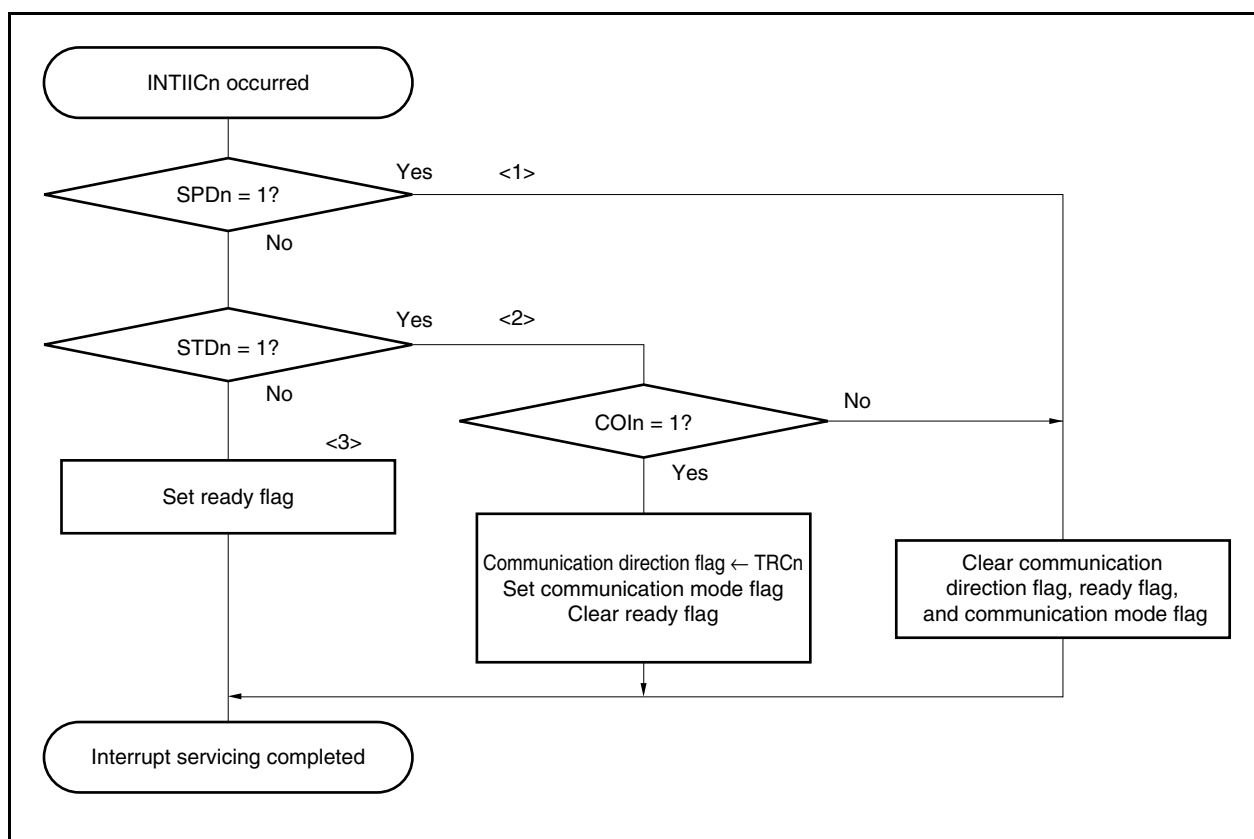 INTIICn occurred
Yes
<1>
SPDn = 1?
No
Yes
<2>
STDn = 1?
No
COIn = 1?
No
<3>
Yes
Set ready flag
Communication direction flag ← TRCn
Set communication mode flag
Clear ready flag
Clear communication
direction flag, ready flag,
and communication mode flag
Interrupt servicing completed